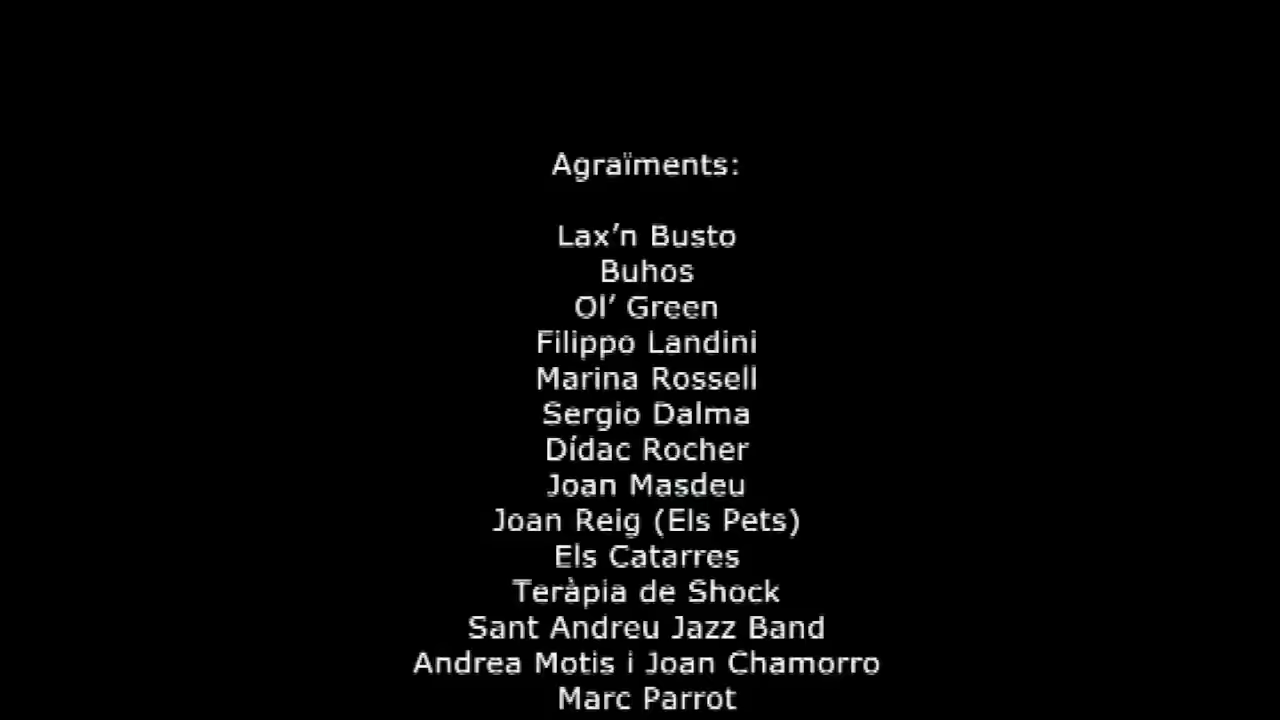 Agraïments:
Lax’n Busto
Buhos
Ol’ Green
Filippo Landini
Marina Rossell
Sergio Dalma
Dídac Rocher
Joan Masdeu
Joan Reig (Els Pets)
Els Catarres
Teràpia de Shock
Sant Andreu Jazz Band
Andrea Motis i Joan Chamorro
Marc Parrot